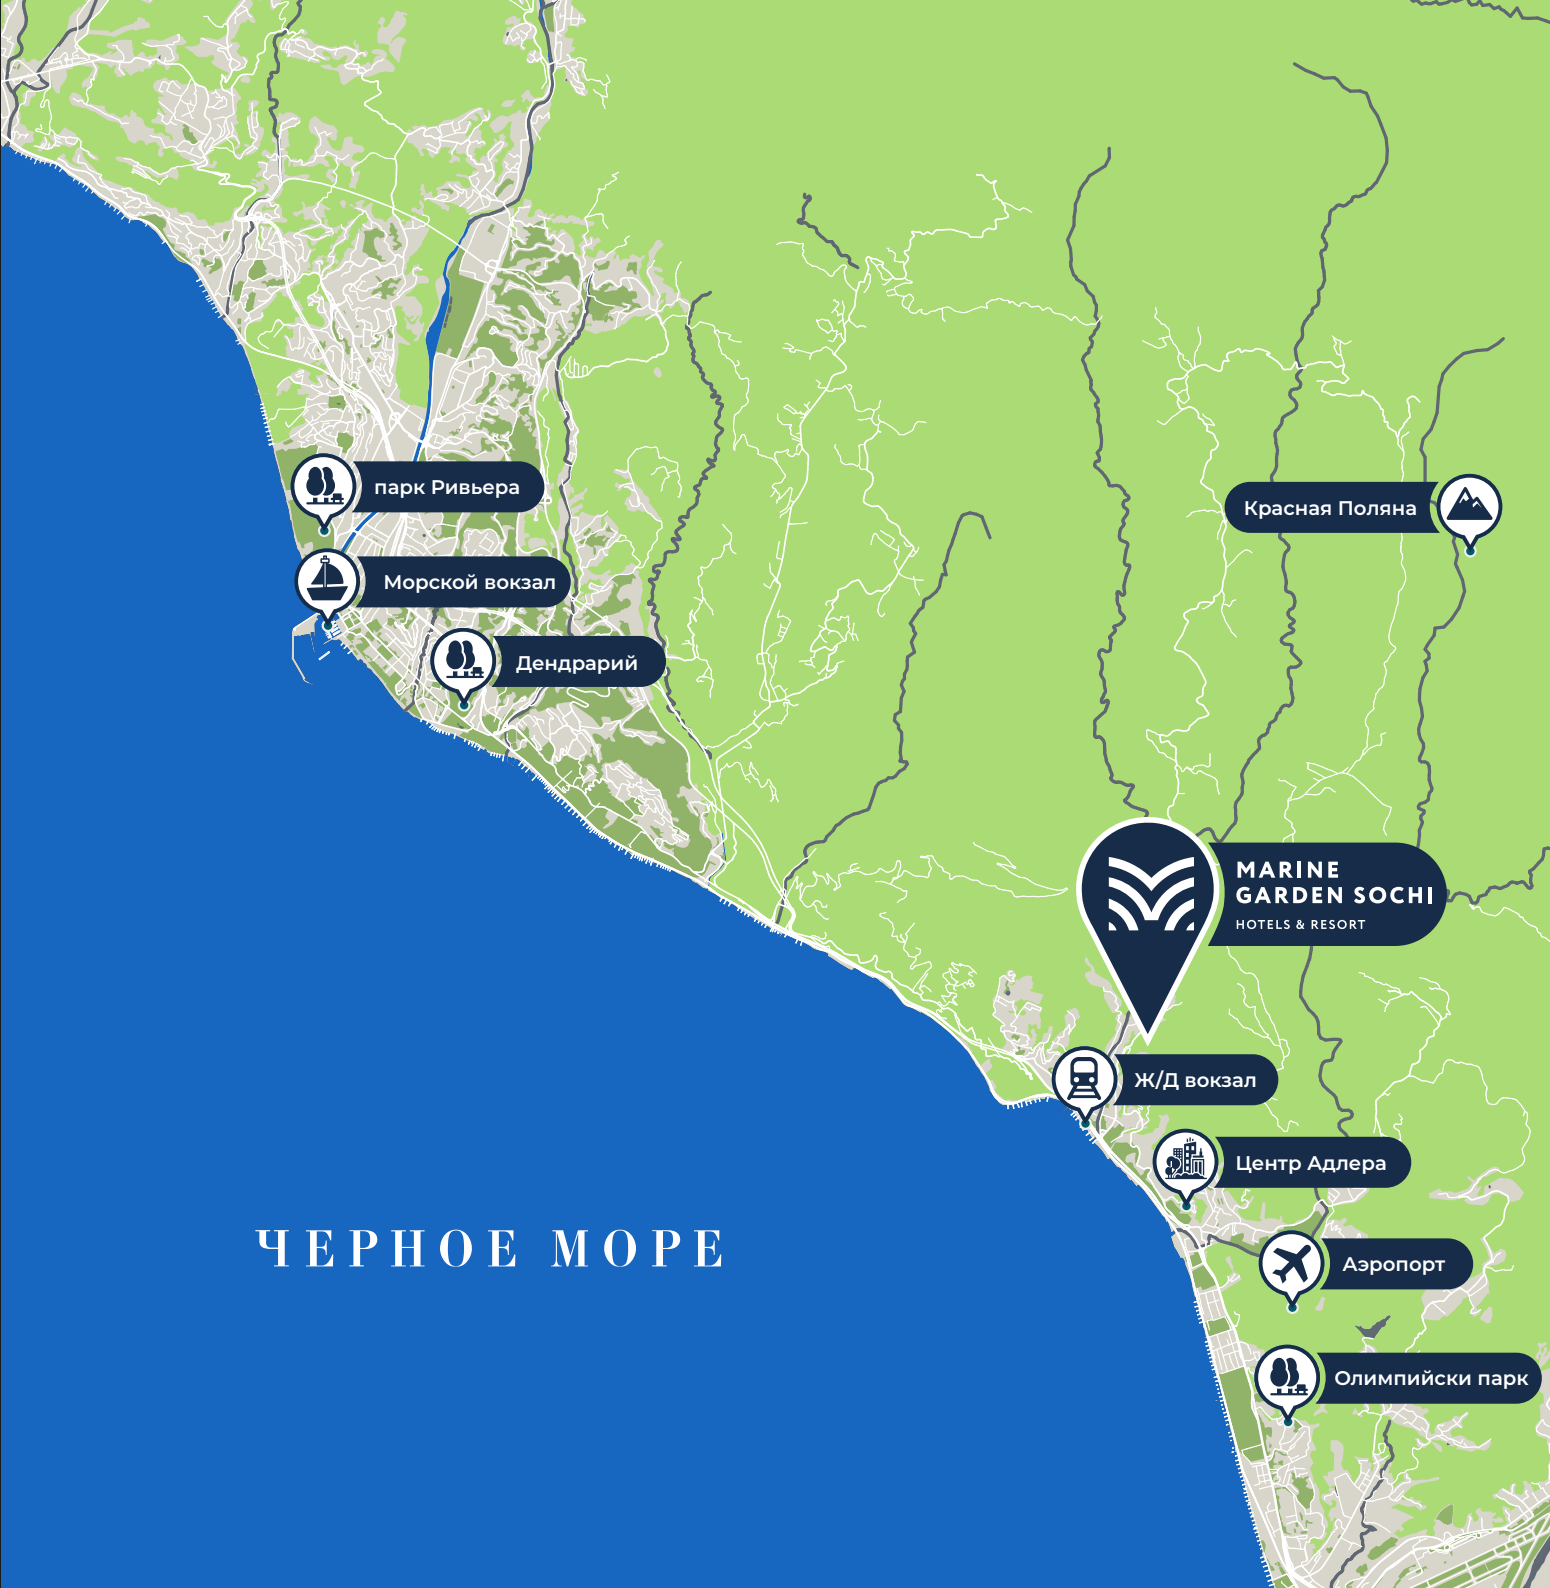 парк Ривьера
Красная Поляна
Морской вокзал
Дендрарий
MARINE
GARDEN SOCHI
HOTELS & RESORT
Ж/Д вокзал
Центр Адлера
ЧЕРНОЕ МОРЕ
Аэропорт
Олимпийски парк